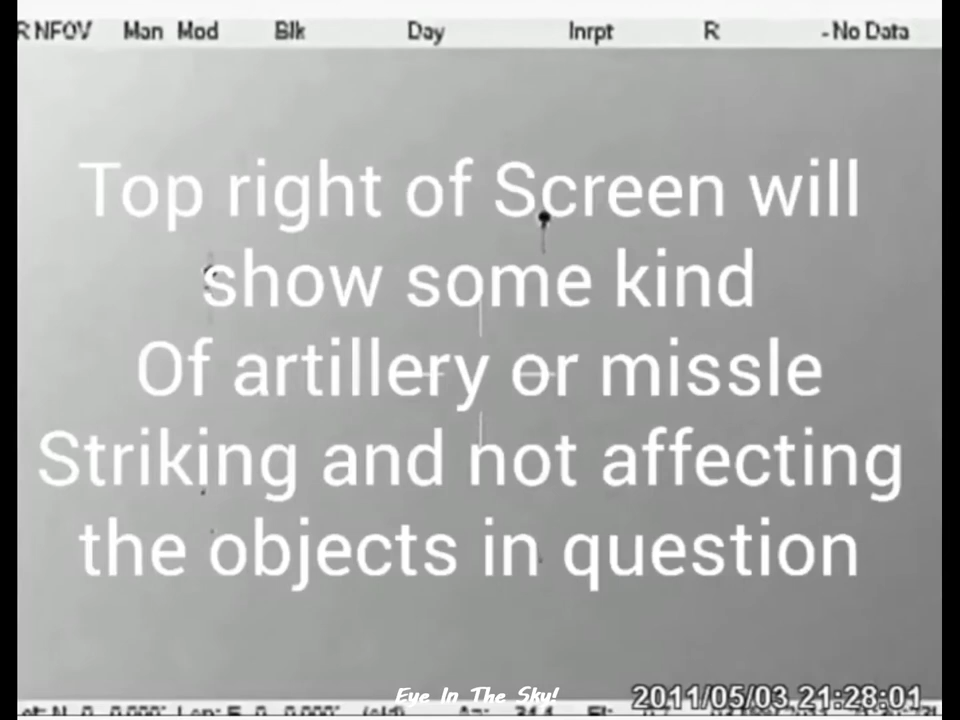 R NFOV Man Mod Blk Day Inrpt R - No Data
Top right of Screen will
show some kind
Of artillery or missle
Striking and not affecting
the objects in question
Eye In The Sky!
2011/05/03 21:28:01